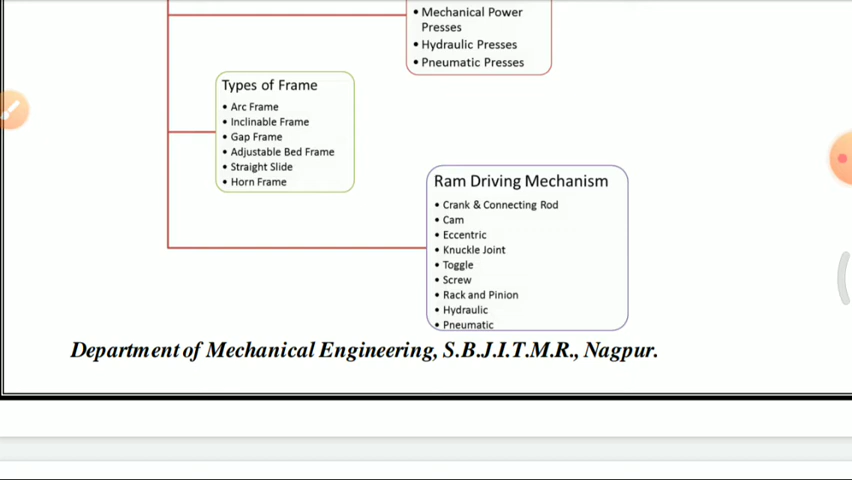 • Mechanical Power
Presses
• Hydraulic Presses
• Pneumatic Presses
Types of Frame
• Arc Frame
• Inclinable Frame
• Gap Frame
• Adjustable Bed Frame
• Straight Slide
• Horn Frame
Ram Driving Mechanism
• Crank & Connecting Rod
• Cam
• Eccentric
• Knuckle Joint
• Toggle
• Screw
• Rack and Pinion
• Hydraulic
• Pneumatic
Department of Mechanical Engineering, S.B.J.I.T.M.R., Nagpur.